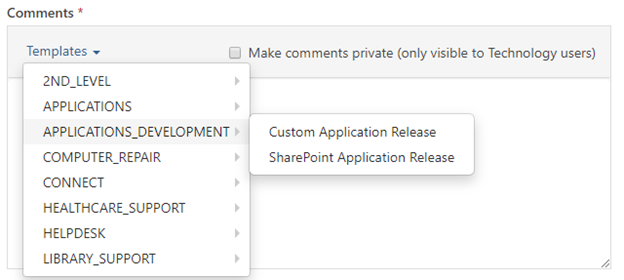 Comments *
Templates
Make comments private (only visible to Technology users)
2ND_LEVEL
APPLICATIONS
APPLICATIONS_DEVELOPMENT
Custom Application Release
SharePoint Application Release
COMPUTER_REPAIR
CONNECT
HEALTHCARE_SUPPORT
HELPDESK
LIBRARY_SUPPORT